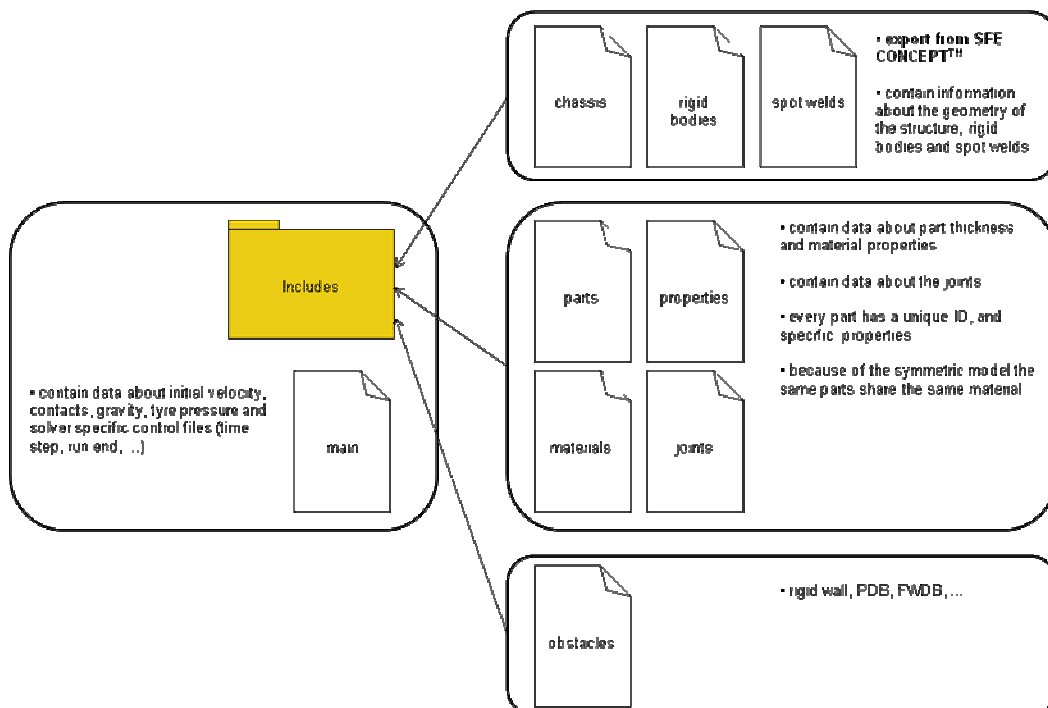 chassis
rigid
bodies
spot welds
• export from SFE
CONCEPT™
• contain information
about the geometry of
the structure, rigid
bodies and spot welds
Includes
• contain data about initial velocity,
contacts, gravity, tyre pressure and
solver specific control files (time
step, run end, ...)
main
parts
properties
materials
joints
• contain data about part thickness
and material properties
• contain data about the joints
• every part has a unique ID, and
specific properties
• because of the symmetric model the
same parts share the same material
obstacles
• rigid wall, PDB, FWDB, ...